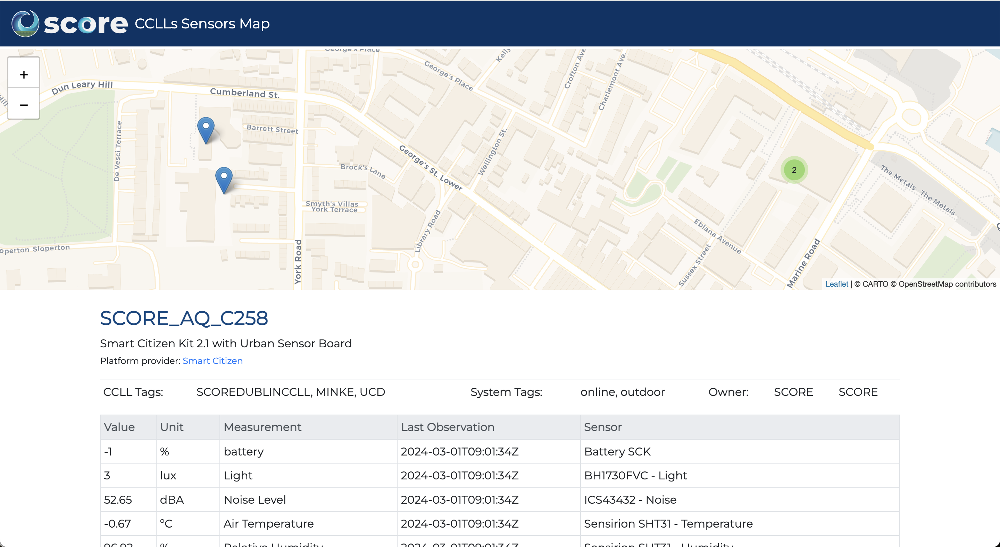 score CCLLs Sensors Map
George's Place
Kelly
Crofton Ave
Charlemont Ave.
George's Place
+
−
Dun Leary Hill
Hill
Cumberland St.
Barrett Street
De Vesci Terrace
Wellington St.
George's St. Lower
Brock's Lane
2
The Metals
The Metals
Smyth's Villas
York Terrace
Library Road
Eblana Avenue
operton Sloperton
York Road
Sussex Street
Marine Road
Leaflet | © CARTO © OpenStreetMap contributors
SCORE_AQ_C258
Smart Citizen Kit 2.1 with Urban Sensor Board
Platform provider: Smart Citizen
CCLL Tags: SCOREDUBLINCCLL, MINKE, UCD System Tags: online, outdoor Owner: SCORE SCORE
Value Unit Measurement Last Observation Sensor
-1 % battery 2024-03-01T09:01:34Z Battery SCK
3 lux Light 2024-03-01T09:01:34Z BH1730FVC - Light
52.65 dBA Noise Level 2024-03-01T09:01:34Z ICS43432 - Noise
-0.67 ºC Air Temperature 2024-03-01T09:01:34Z Sensirion SHT31 - Temperature
96.92 % Relative Humidity 2024-03-01T09:01:34Z Sensirion SHT31 - Humidity